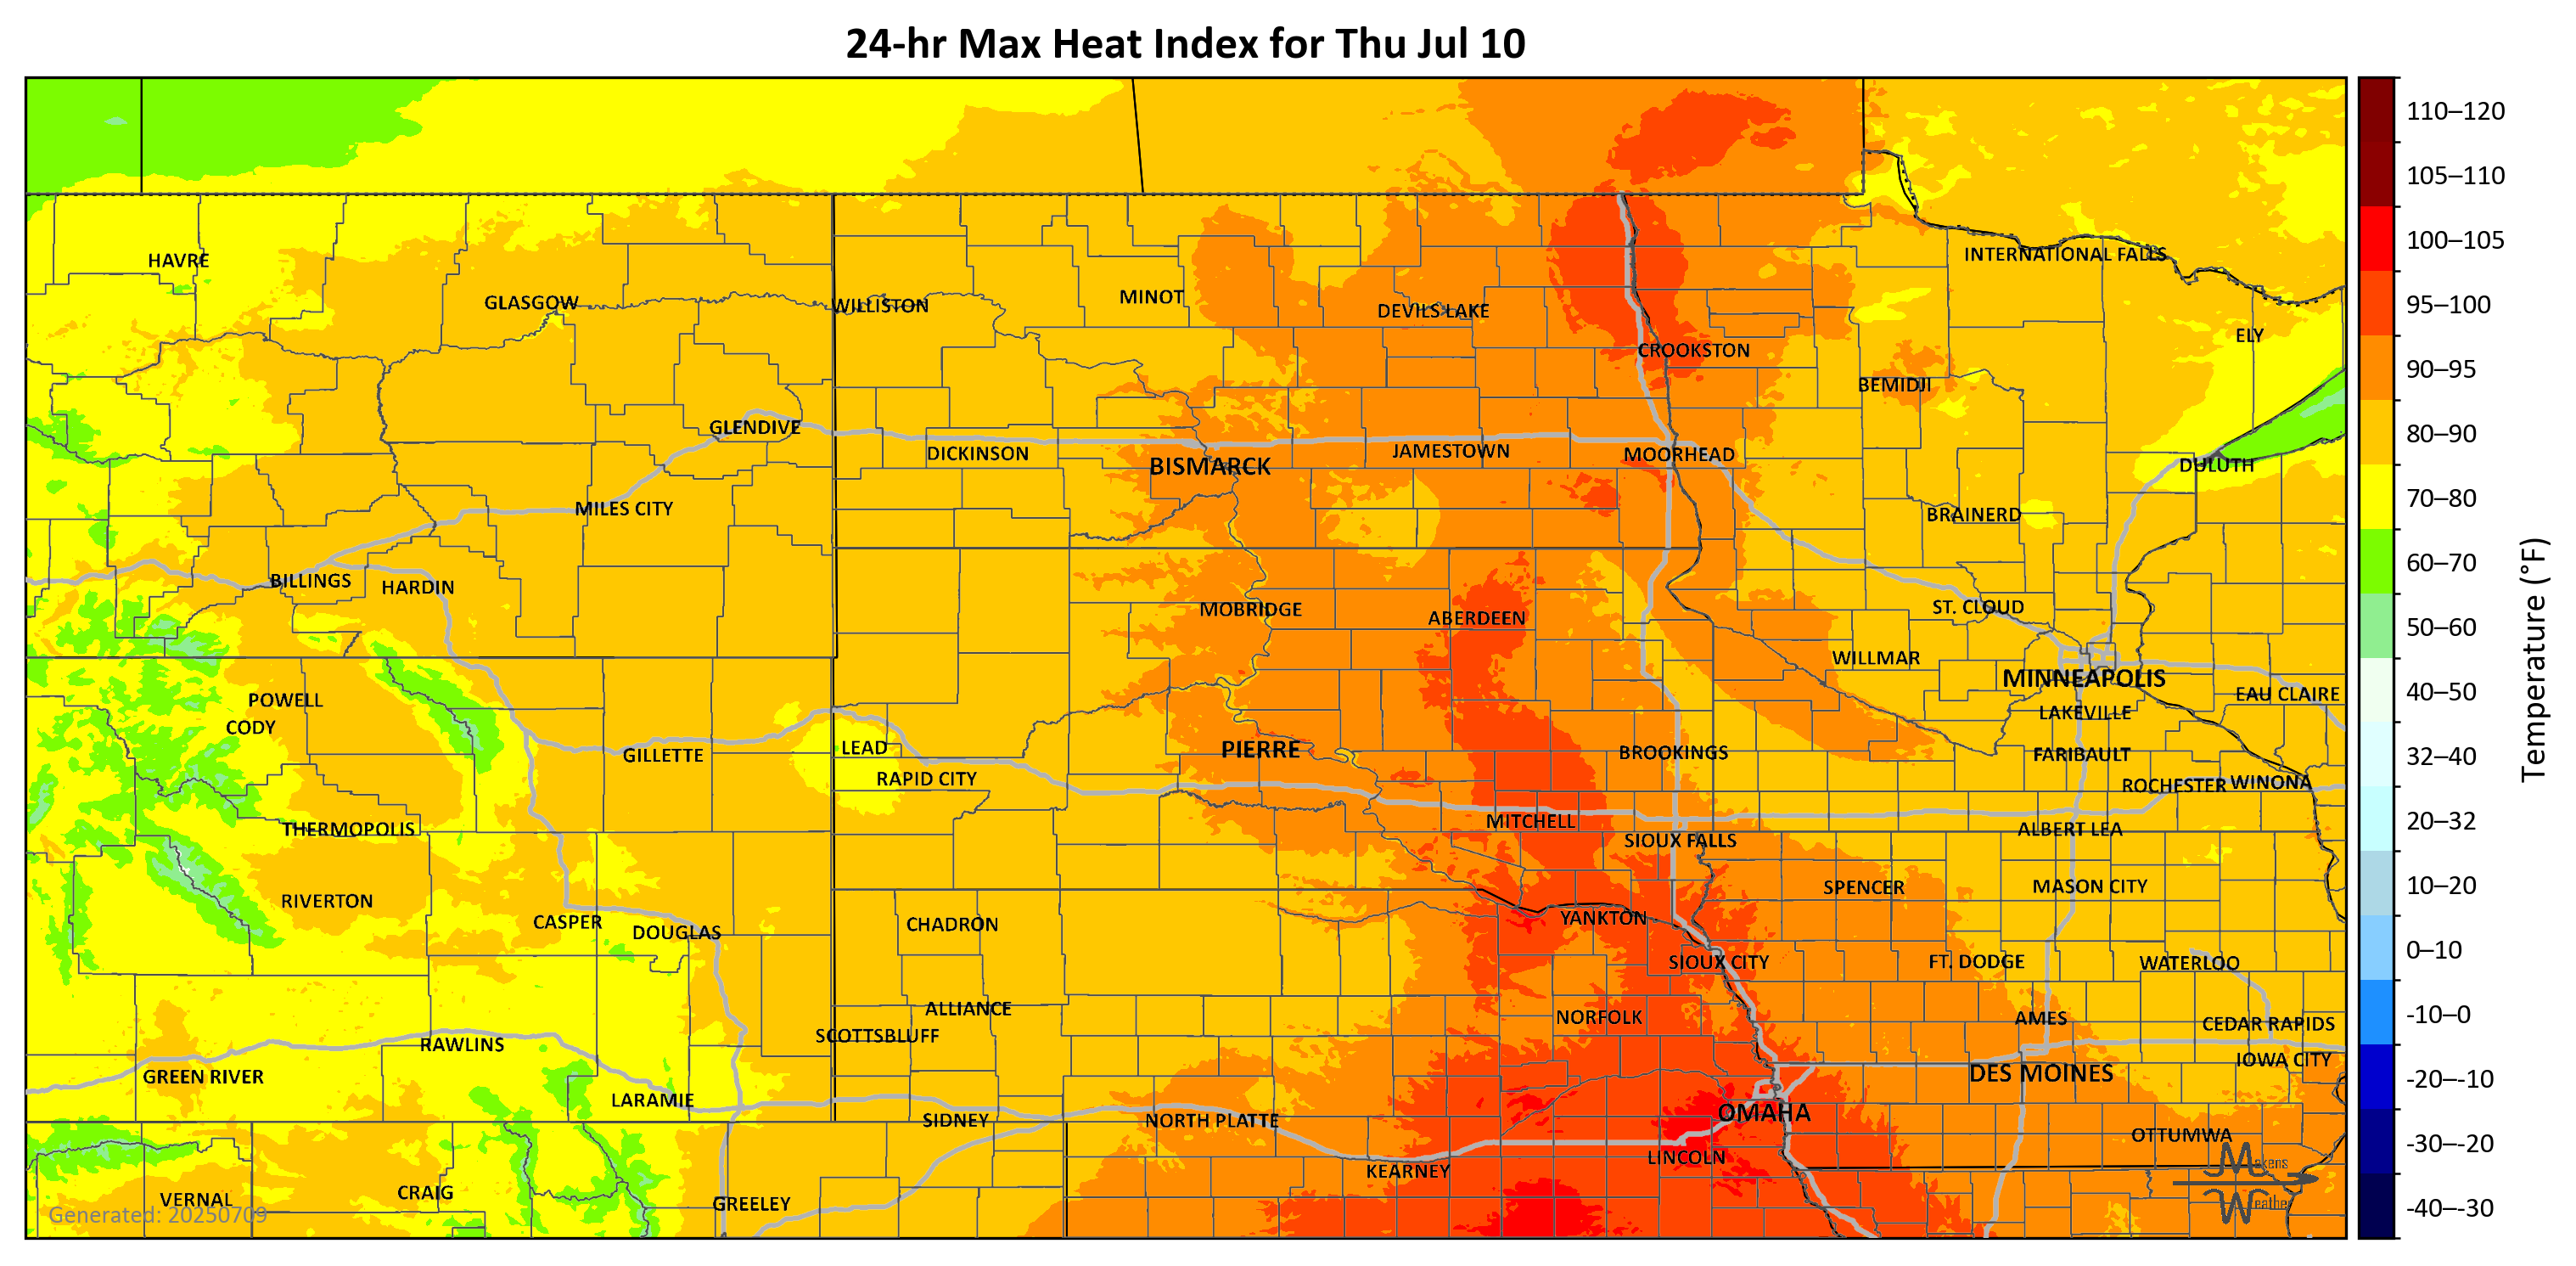 24-hr Max Heat Index for Thu Jul 10
HAVRE
GLASGOW
WILLISTON
MINOT
DEVILS LAKE
CROOKSTON
INTERNATIONAL FALLS
ELY
BEMIDJI
GLENDIVE
DICKINSON
BISMARCK
JAMESTOWN
MOORHEAD
DULUTH
MILES CITY
BRAINERD
BILLINGS
HARDIN
MOBRIDGE
ABERDEEN
ST. CLOUD
WILLMAR
MINNEAPOLIS
EAU CLAIRE
POWELL
CODY
LAKEVILLE
GILLETTE
LEAD
RAPID CITY
PIERRE
BROOKINGS
FARIBAULT
ROCHESTER
WINONA
THERMOPOLIS
MITCHELL
SIOUX FALLS
ALBERT LEA
RIVERTON
CASPER
DOUGLAS
CHADRON
YANKTON
SPENCER
MASON CITY
SIOUX CITY
FT. DODGE
WATERLOO
ALLIANCE
SCOTTSBLUFF
NORFOLK
AMES
CEDAR RAPIDS
IOWA CITY
RAWLINS
GREEN RIVER
LARAMIE
DES MOINES
SIDNEY
NORTH PLATTE
OMAHA
OTTUMWA
KEARNEY
LINCOLN
VERNAL
CRAIG
GREELEY
Generated: 20250709
Makens
Weather
110–120
105–110
100–105
95–100
90–95
80–90
70–80
60–70
50–60
40–50
32–40
20–32
10–20
0–10
-10–0
-20–-10
-30–-20
-40–-30
Temperature (°F)